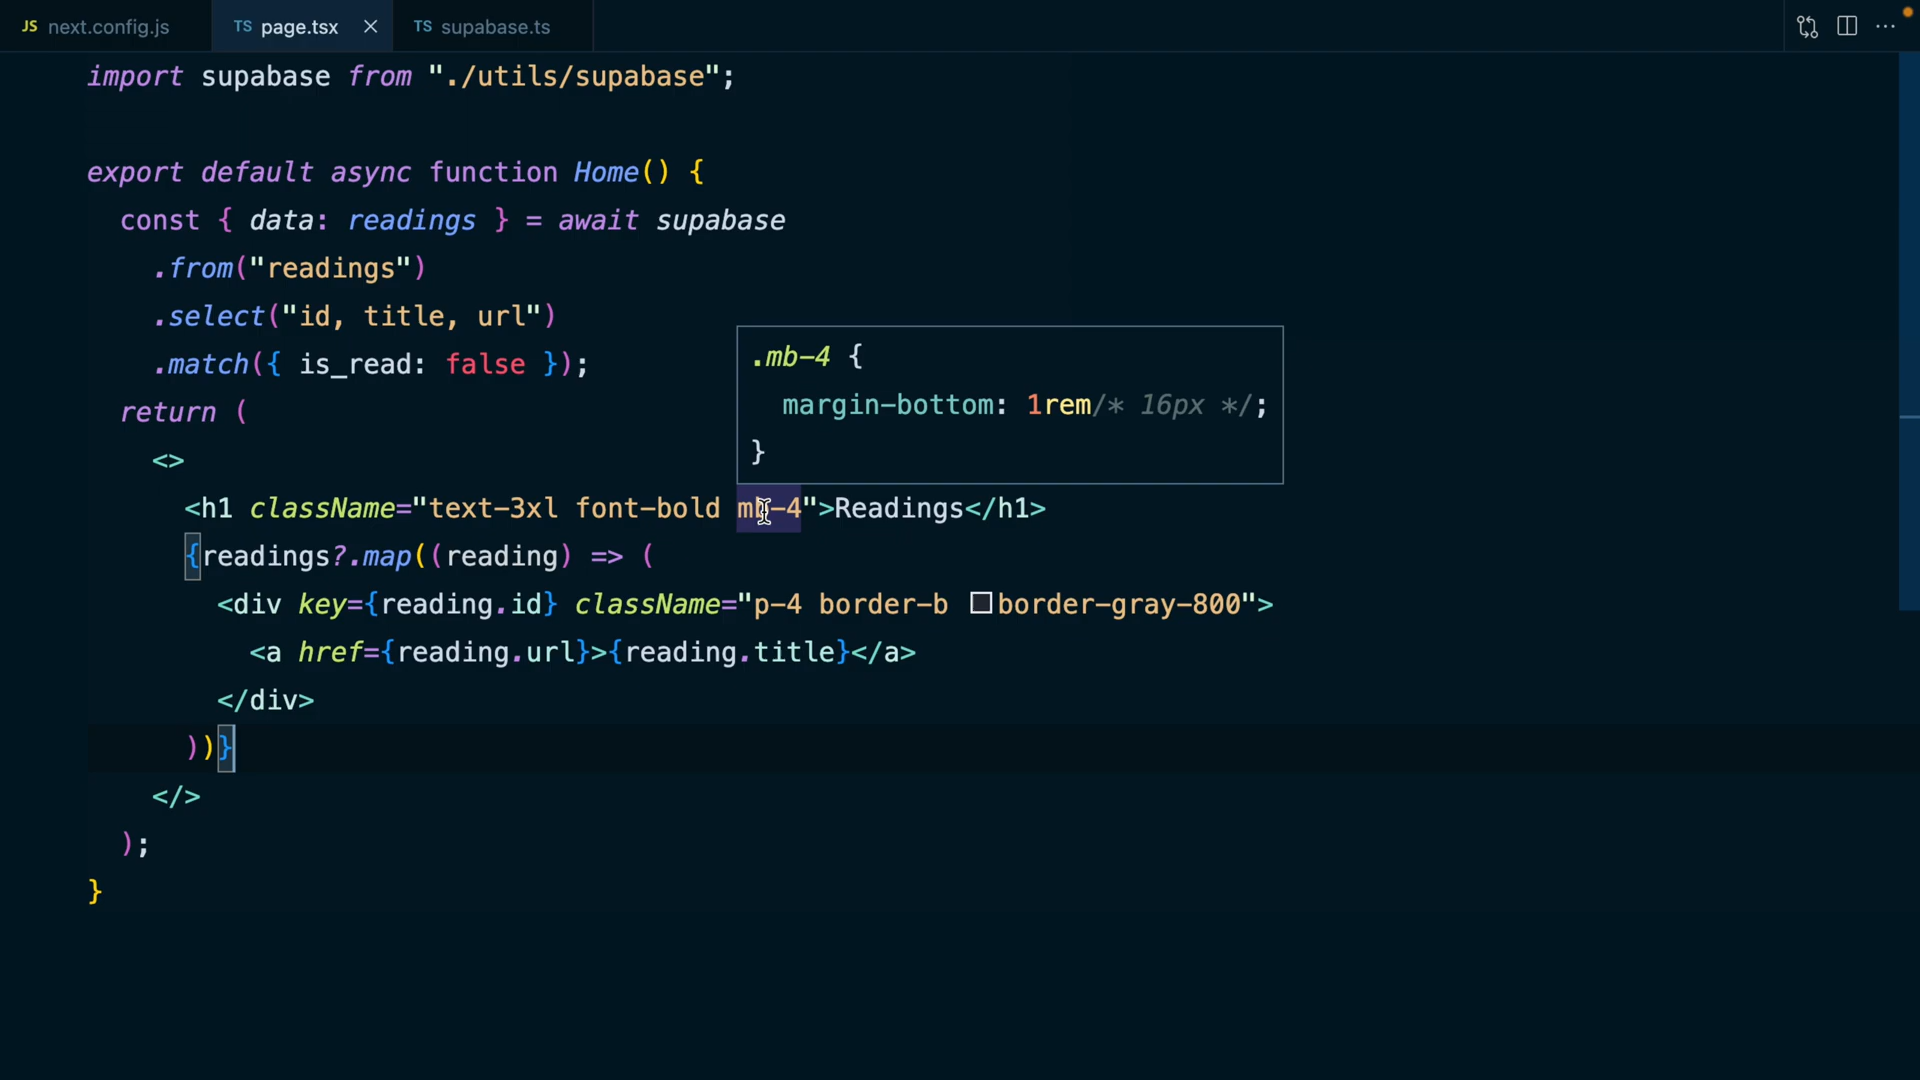 JS next.config.js TS page.tsx TS supabase.ts
import supabase from "./utils/supabase";
export default async function Home() {
const { data: readings } = await supabase
.from("readings")
.select("id, title, url")
.match({ is_read: false });
return (
<>
.mb-4 {
margin-bottom: 1rem/* 16px */;
}
<h1 className="text-3xl font-bold mb-4">Readings</h1>
{readings?.map((reading) => (
<div key={reading.id} className="p-4 border-b border-gray-800">
<a href={reading.url}>{reading.title}</a>
</div>
))}
</>
);
}